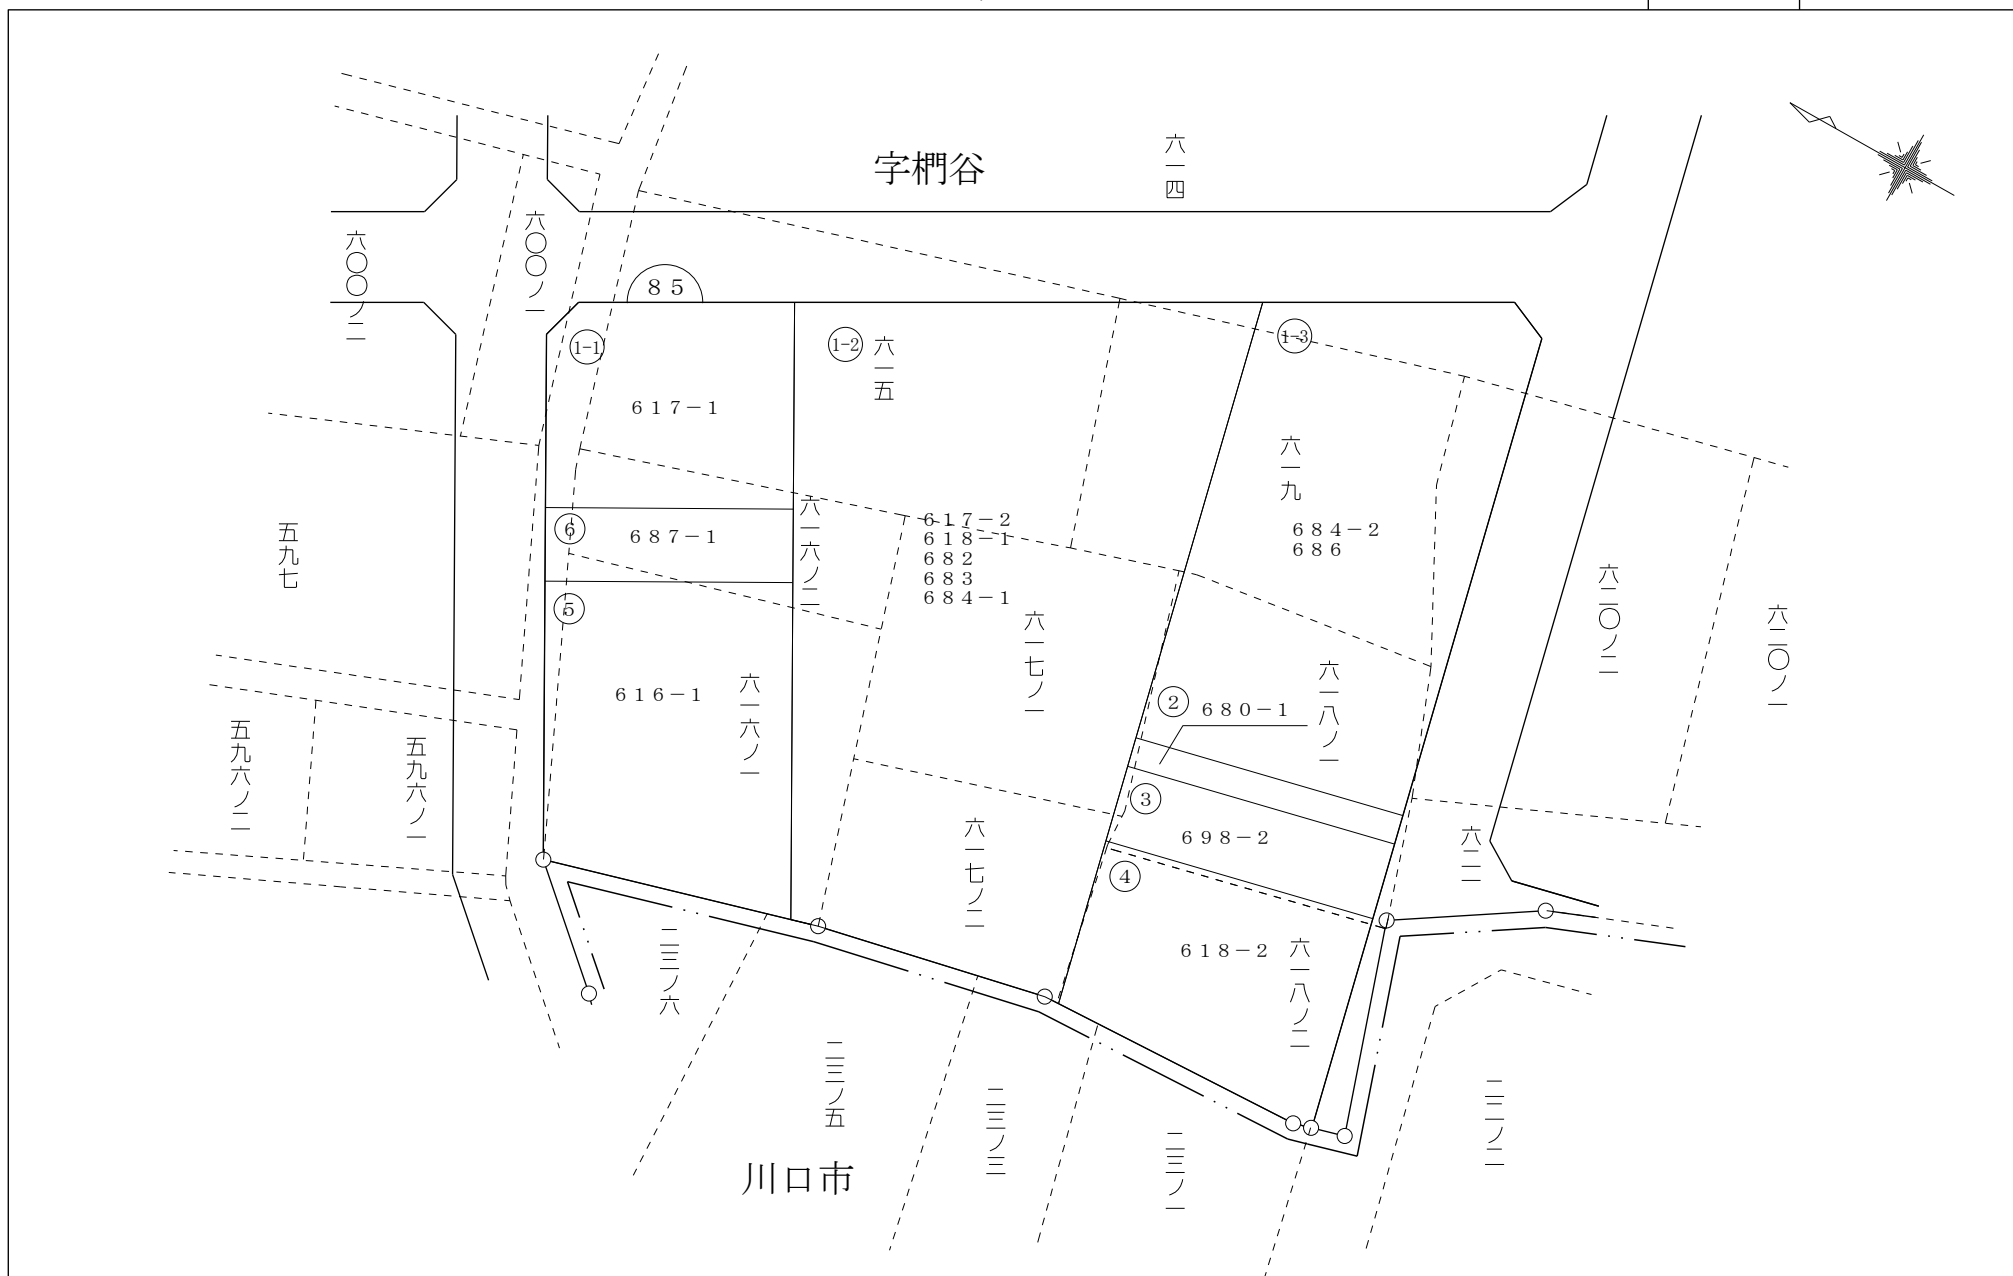 字椚谷
六一四
六〇〇ノ二
六〇〇ノ一
８５
1-1
1-2
六一五
1-3
６１７－１
六一九
６
６８７－１
六一六ノ二
６１７－２
６１８－１
６８２
６８３
６８４－１
６８４－２
６８６
五九七
５
六一七ノ一
六二〇ノ二
六二〇ノ一
６１６－１
六一六ノ一
２
６８０－１
六一八ノ一
五九六ノ二
五九六ノ一
３
６９８－２
六一七ノ二
六二一
４
６１８－２
六一八ノ二
二三ノ六
二三ノ五
二三ノ三
二三ノ一
二二ノ二
川口市